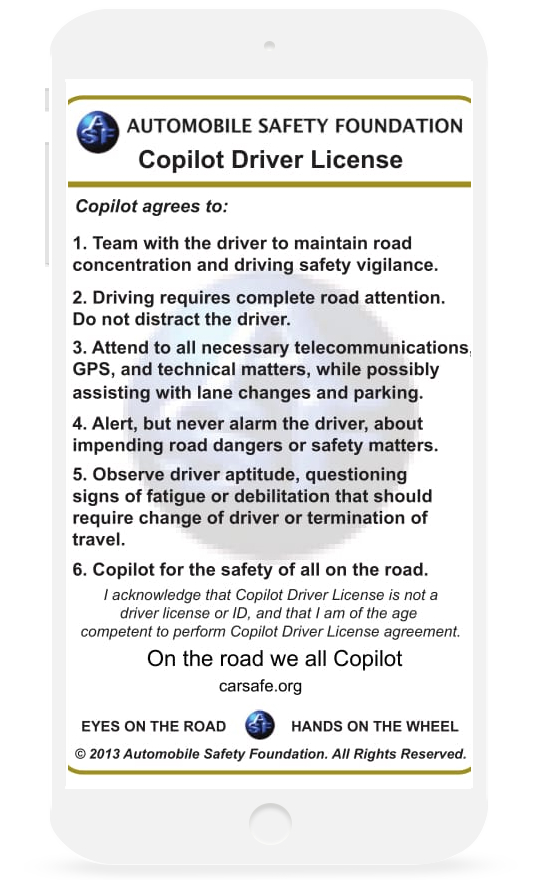 ASF AUTOMOBILE SAFETY FOUNDATION
Copilot Driver License
Copilot agrees to:
1. Team with the driver to maintain road
concentration and driving safety vigilance.
2. Driving requires complete road attention.
Do not distract the driver.
3. Attend to all necessary telecommunications,
GPS, and technical matters, while possibly
assisting with lane changes and parking.
4. Alert, but never alarm the driver, about
impending road dangers or safety matters.
5. Observe driver aptitude, questioning
signs of fatigue or debilitation that should
require change of driver or termination of
travel.
6. Copilot for the safety of all on the road.
I acknowledge that Copilot Driver License is not a
driver license or ID, and that I am of the age
competent to perform Copilot Driver License agreement.
On the road we all Copilot
carsafe.org
EYES ON THE ROAD ASF HANDS ON THE WHEEL
© 2013 Automobile Safety Foundation. All Rights Reserved.